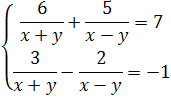 6/(x + y) + 5/(x − y) = 7
3/(x + y) − 2/(x − y) = −1